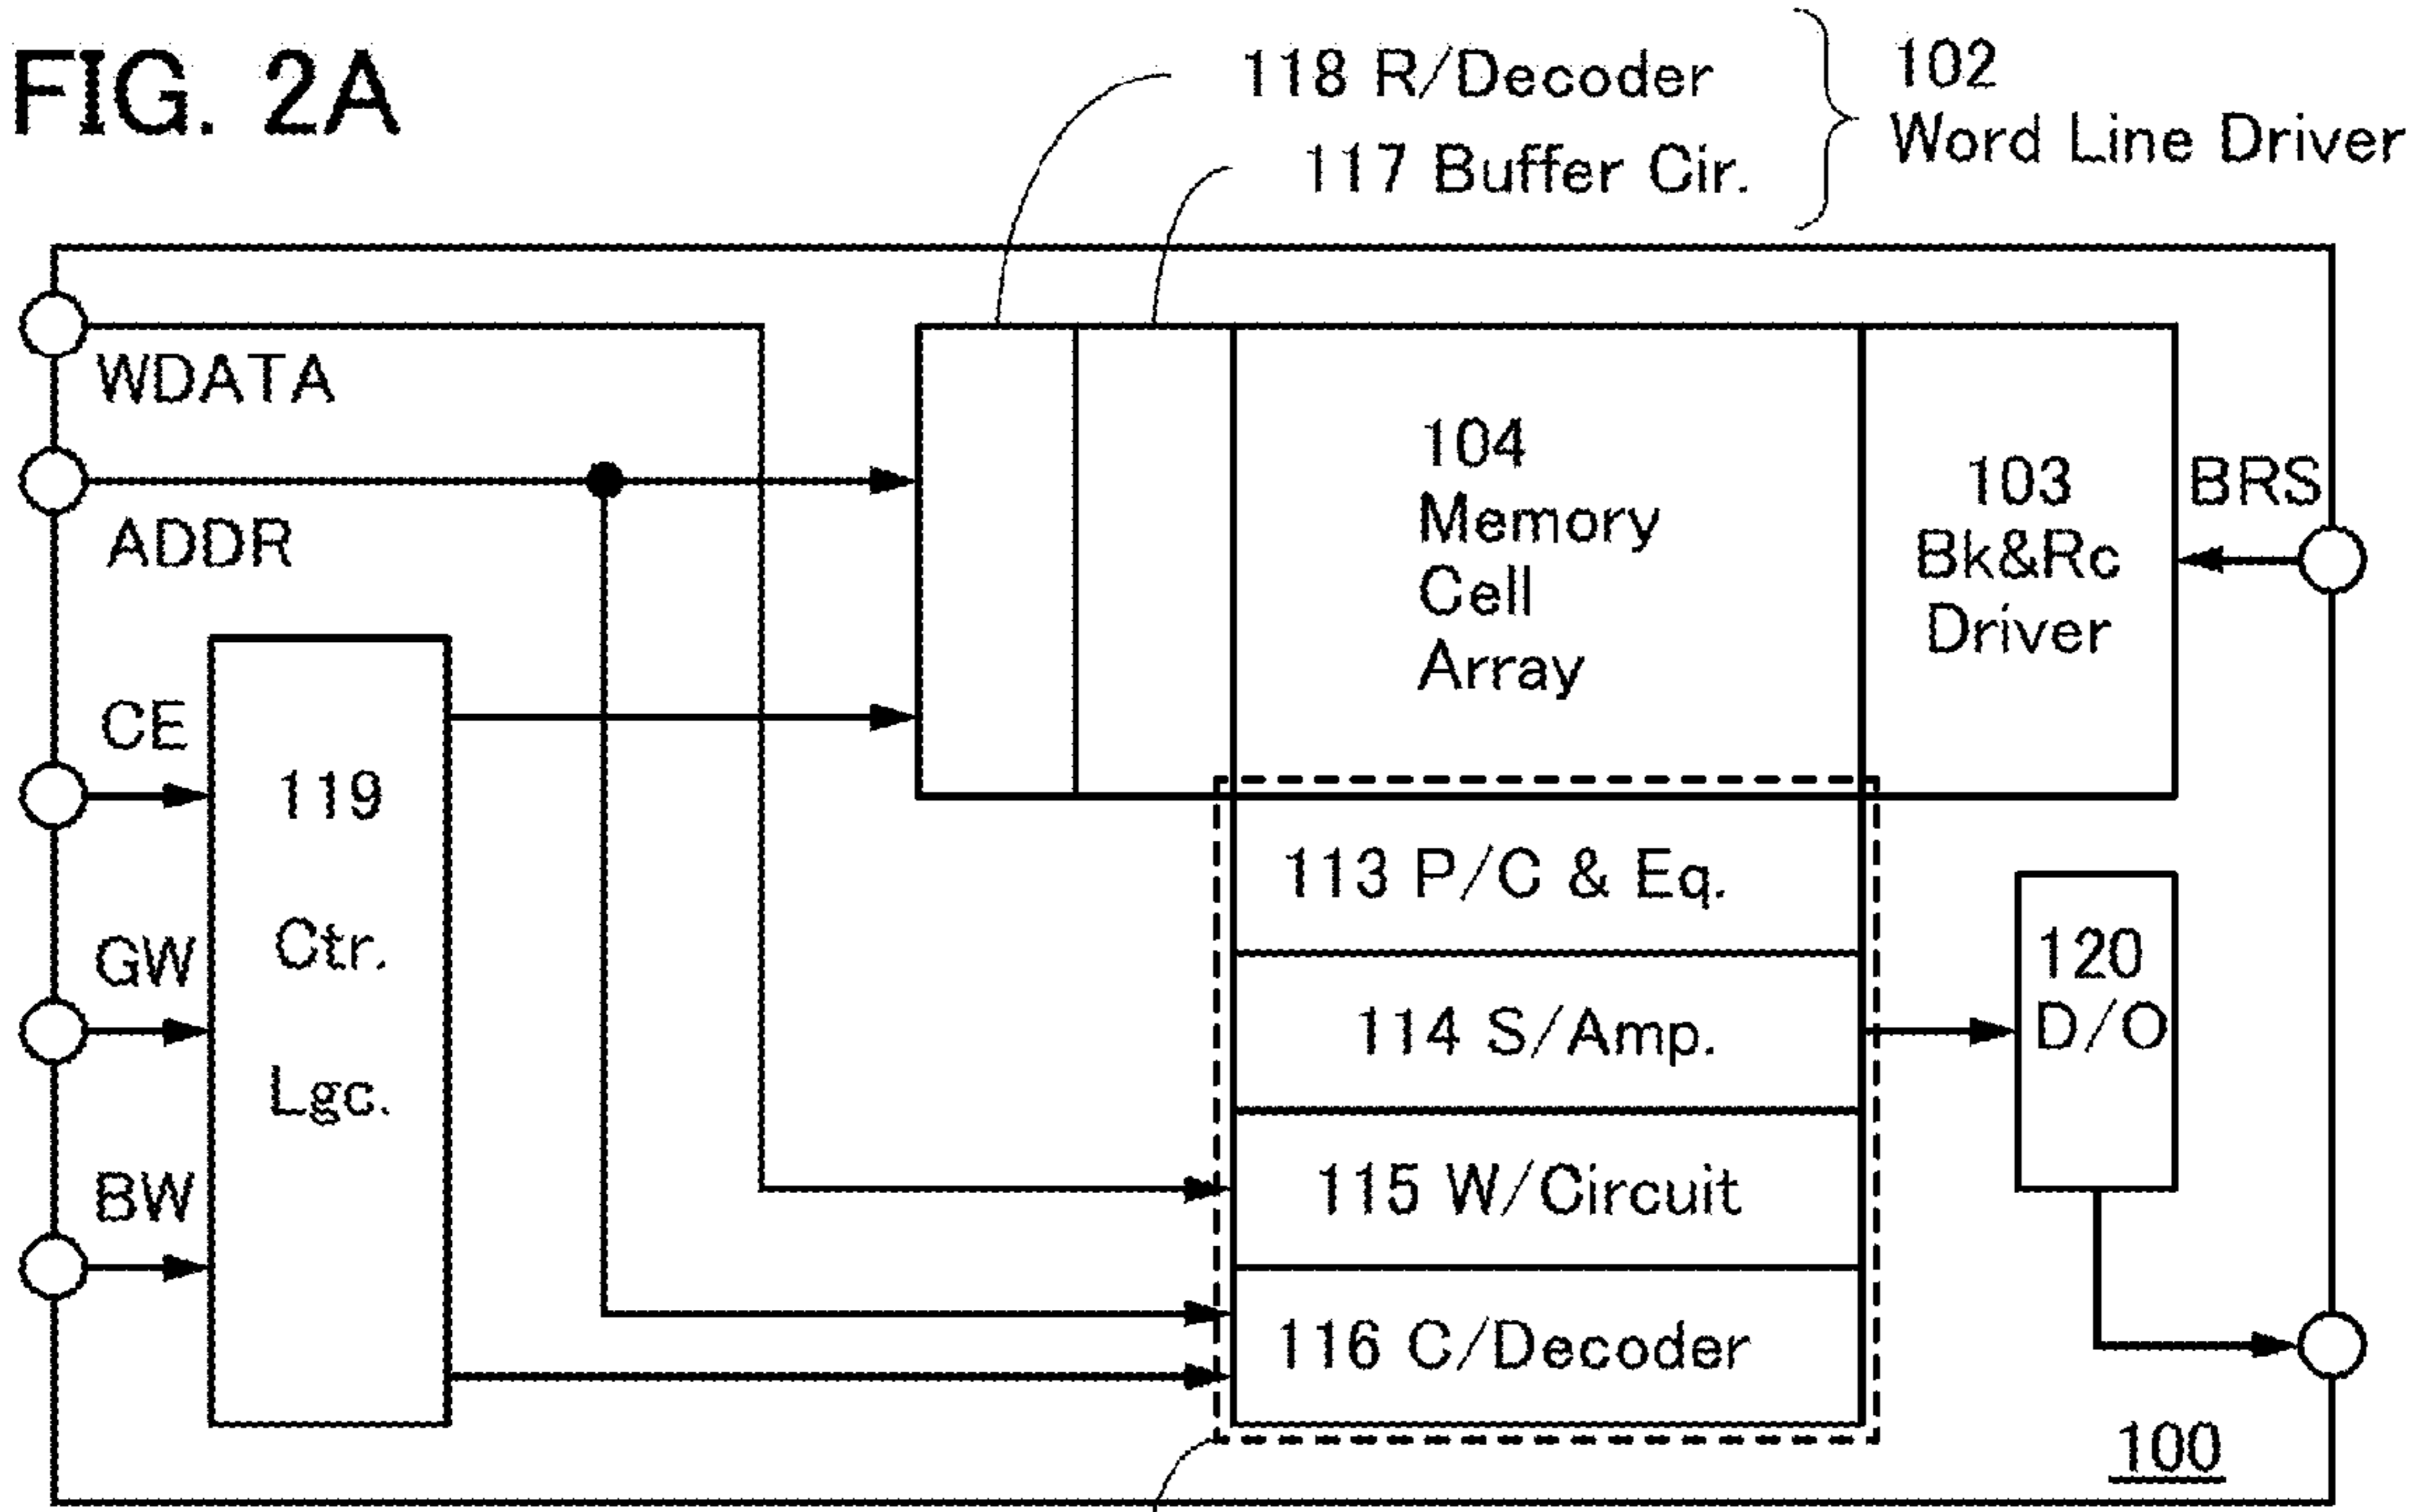 FIG. 2A
118 R/Decoder
117 Buffer Cir.
102
Word Line Driver
WDATA
ADDR
CE
GW
BW
119
Ctr.
Lgc.
104
Memory
Cell
Array
103
Bk&Rc
Driver
BRS
113 P/C & Eq.
114 S/Amp.
115 W/Circuit
116 C/Decoder
120
D/O
100